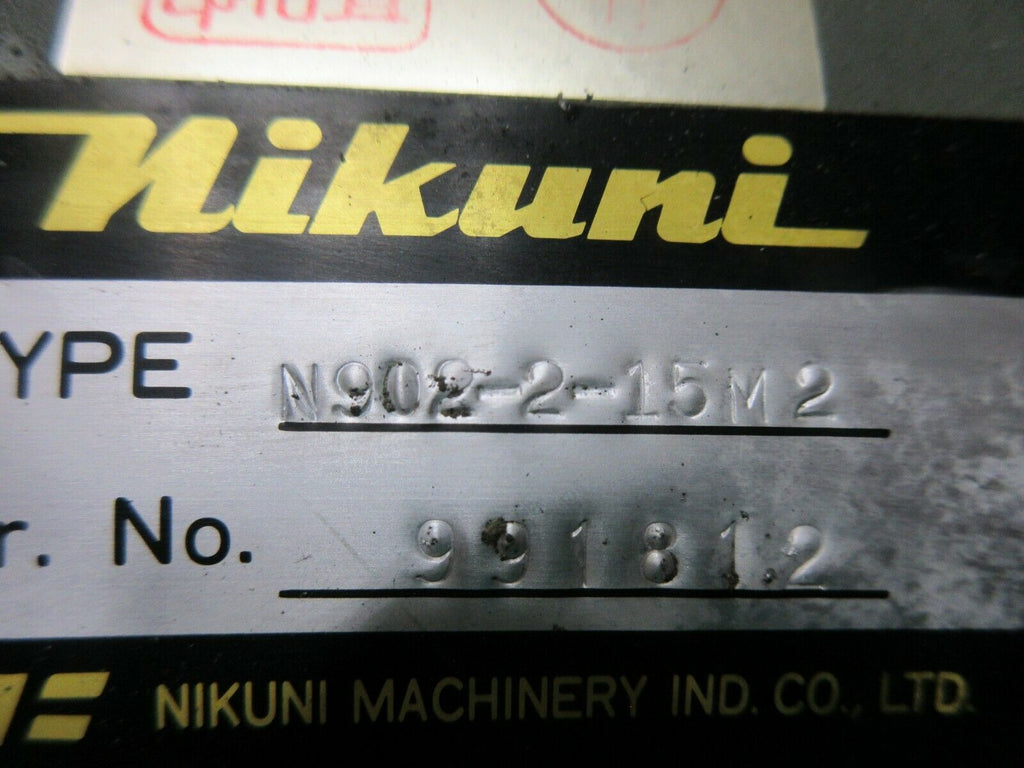 nikuni
YPE N902-2-15M2
r. No. 991812
NIKUNI MACHINERY IND. CO., LTD.